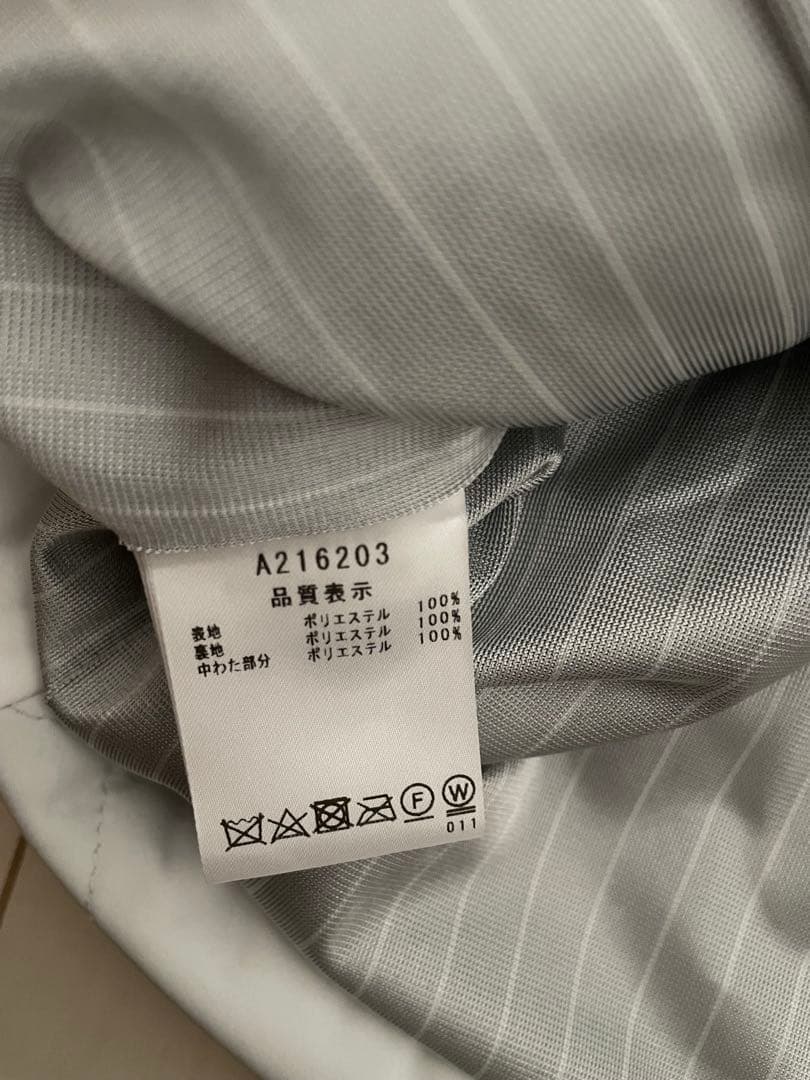 A216203
品質表示
表地 ポリエステル 100%
裏地 ポリエステル 100%
中わた部分 ポリエステル 100%
F W
011